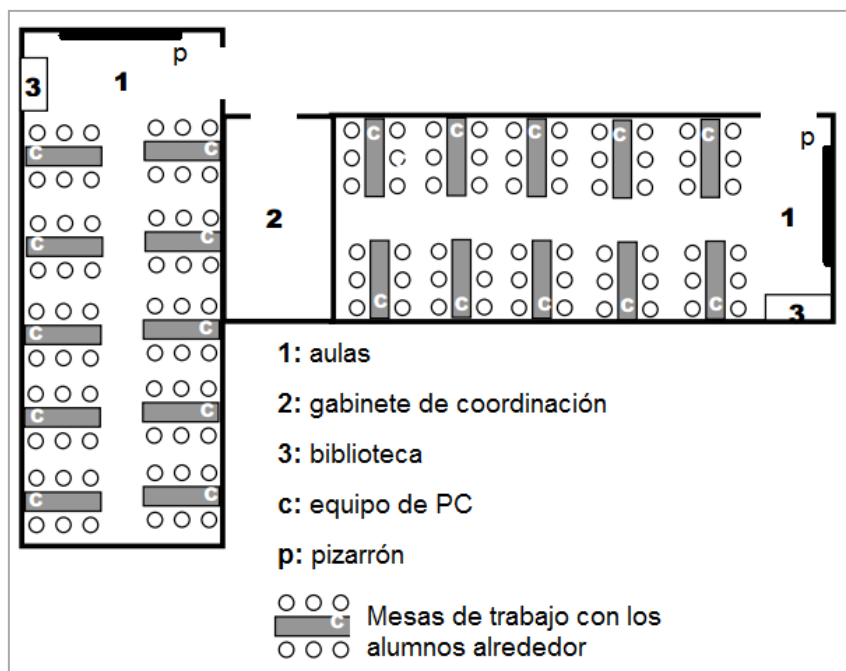 p
3
1
C
C
2
C
C
C
C
C
p
C
C
1
C
C
C
C
C
C
C
3
1: aulas
2: gabinete de coordinación
C
C
3: biblioteca
C
C
c: equipo de PC
p: pizarrón
C
Mesas de trabajo con los
alumnos alrededor